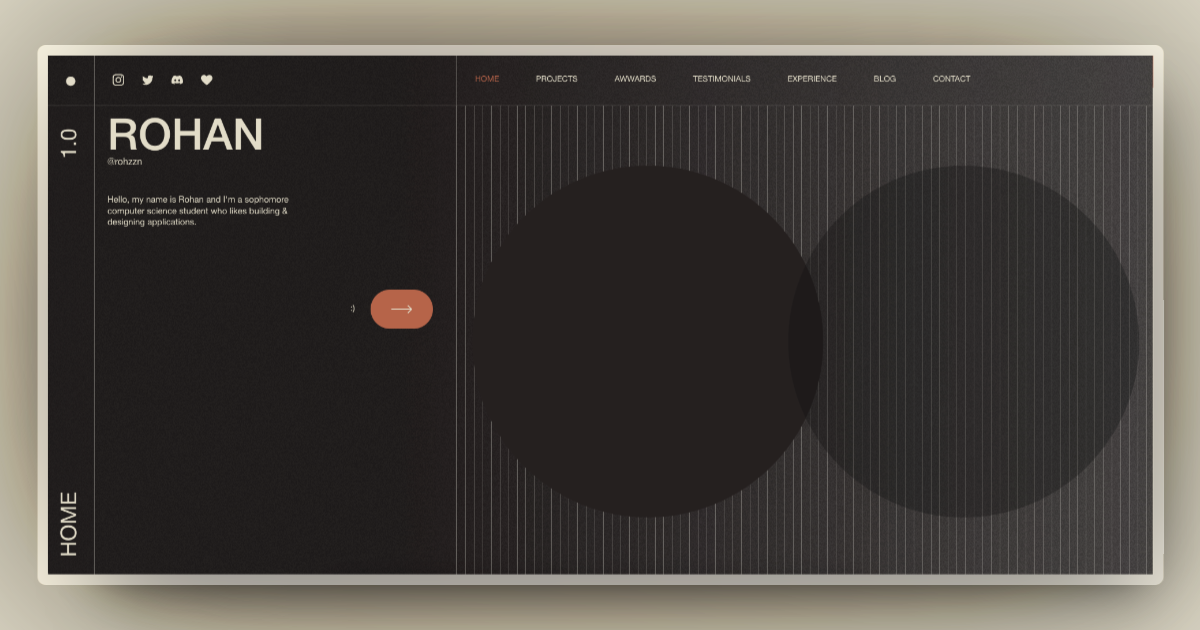 HOME PROJECTS AWWARDS TESTIMONIALS EXPERIENCE BLOG CONTACT
1.0
ROHAN
@rohzzn
Hello, my name is Rohan and I'm a sophomore
computer science student who likes building &
designing applications.
:)
HOME